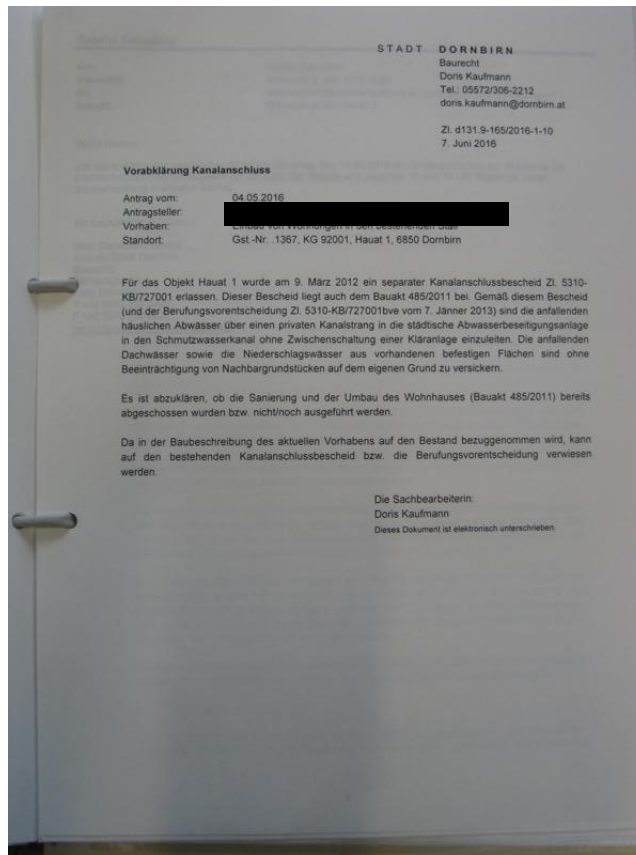 STADT DORNBIRN
Baurecht
Doris Kaufmann
Tel.: 05572/306-2212
doris.kaufmann@dornbirn.at
Zl. d131.9-165/2016-1-10
7. Juni 2016
Vorabklärung Kanalanschluss
Antrag vom: 04.05.2016
Antragsteller:
Vorhaben: Einbau von Wohnungen in den bestehenden Stall
Standort: Gst.-Nr. .1367, KG 92001, Hauat 1, 6850 Dornbirn
Für das Objekt Hauat 1 wurde am 9. März 2012 ein separater Kanalanschlussbescheid Zl. 5310-
KB/727001 erlassen. Dieser Bescheid liegt auch dem Bauakt 485/2011 bei. Gemäß diesem Bescheid
(und der Berufungsvorentscheidung Zl. 5310-KB/727001bve vom 7. Jänner 2013) sind die anfallenden
häuslichen Abwässer über einen privaten Kanalstrang in die städtische Abwasserbeseitigungsanlage
in den Schmutzwasserkanal ohne Zwischenschaltung einer Kläranlage einzuleiten. Die anfallenden
Dachwässer sowie die Niederschlagswässer aus vorhandenen befestigen Flächen sind ohne
Beeinträchtigung von Nachbargrundstücken auf dem eigenen Grund zu versickern.
Es ist abzuklären, ob die Sanierung und der Umbau des Wohnhauses (Bauakt 485/2011) bereits
abgeschossen wurden bzw. nicht/noch ausgeführt werden.
Da in der Baubeschreibung des aktuellen Vorhabens auf den Bestand bezuggenommen wird, kann
auf den bestehenden Kanalanschlussbescheid bzw. die Berufungsvorentscheidung verwiesen
werden.
Die Sachbearbeiterin:
Doris Kaufmann
Dieses Dokument ist elektronisch unterschrieben.